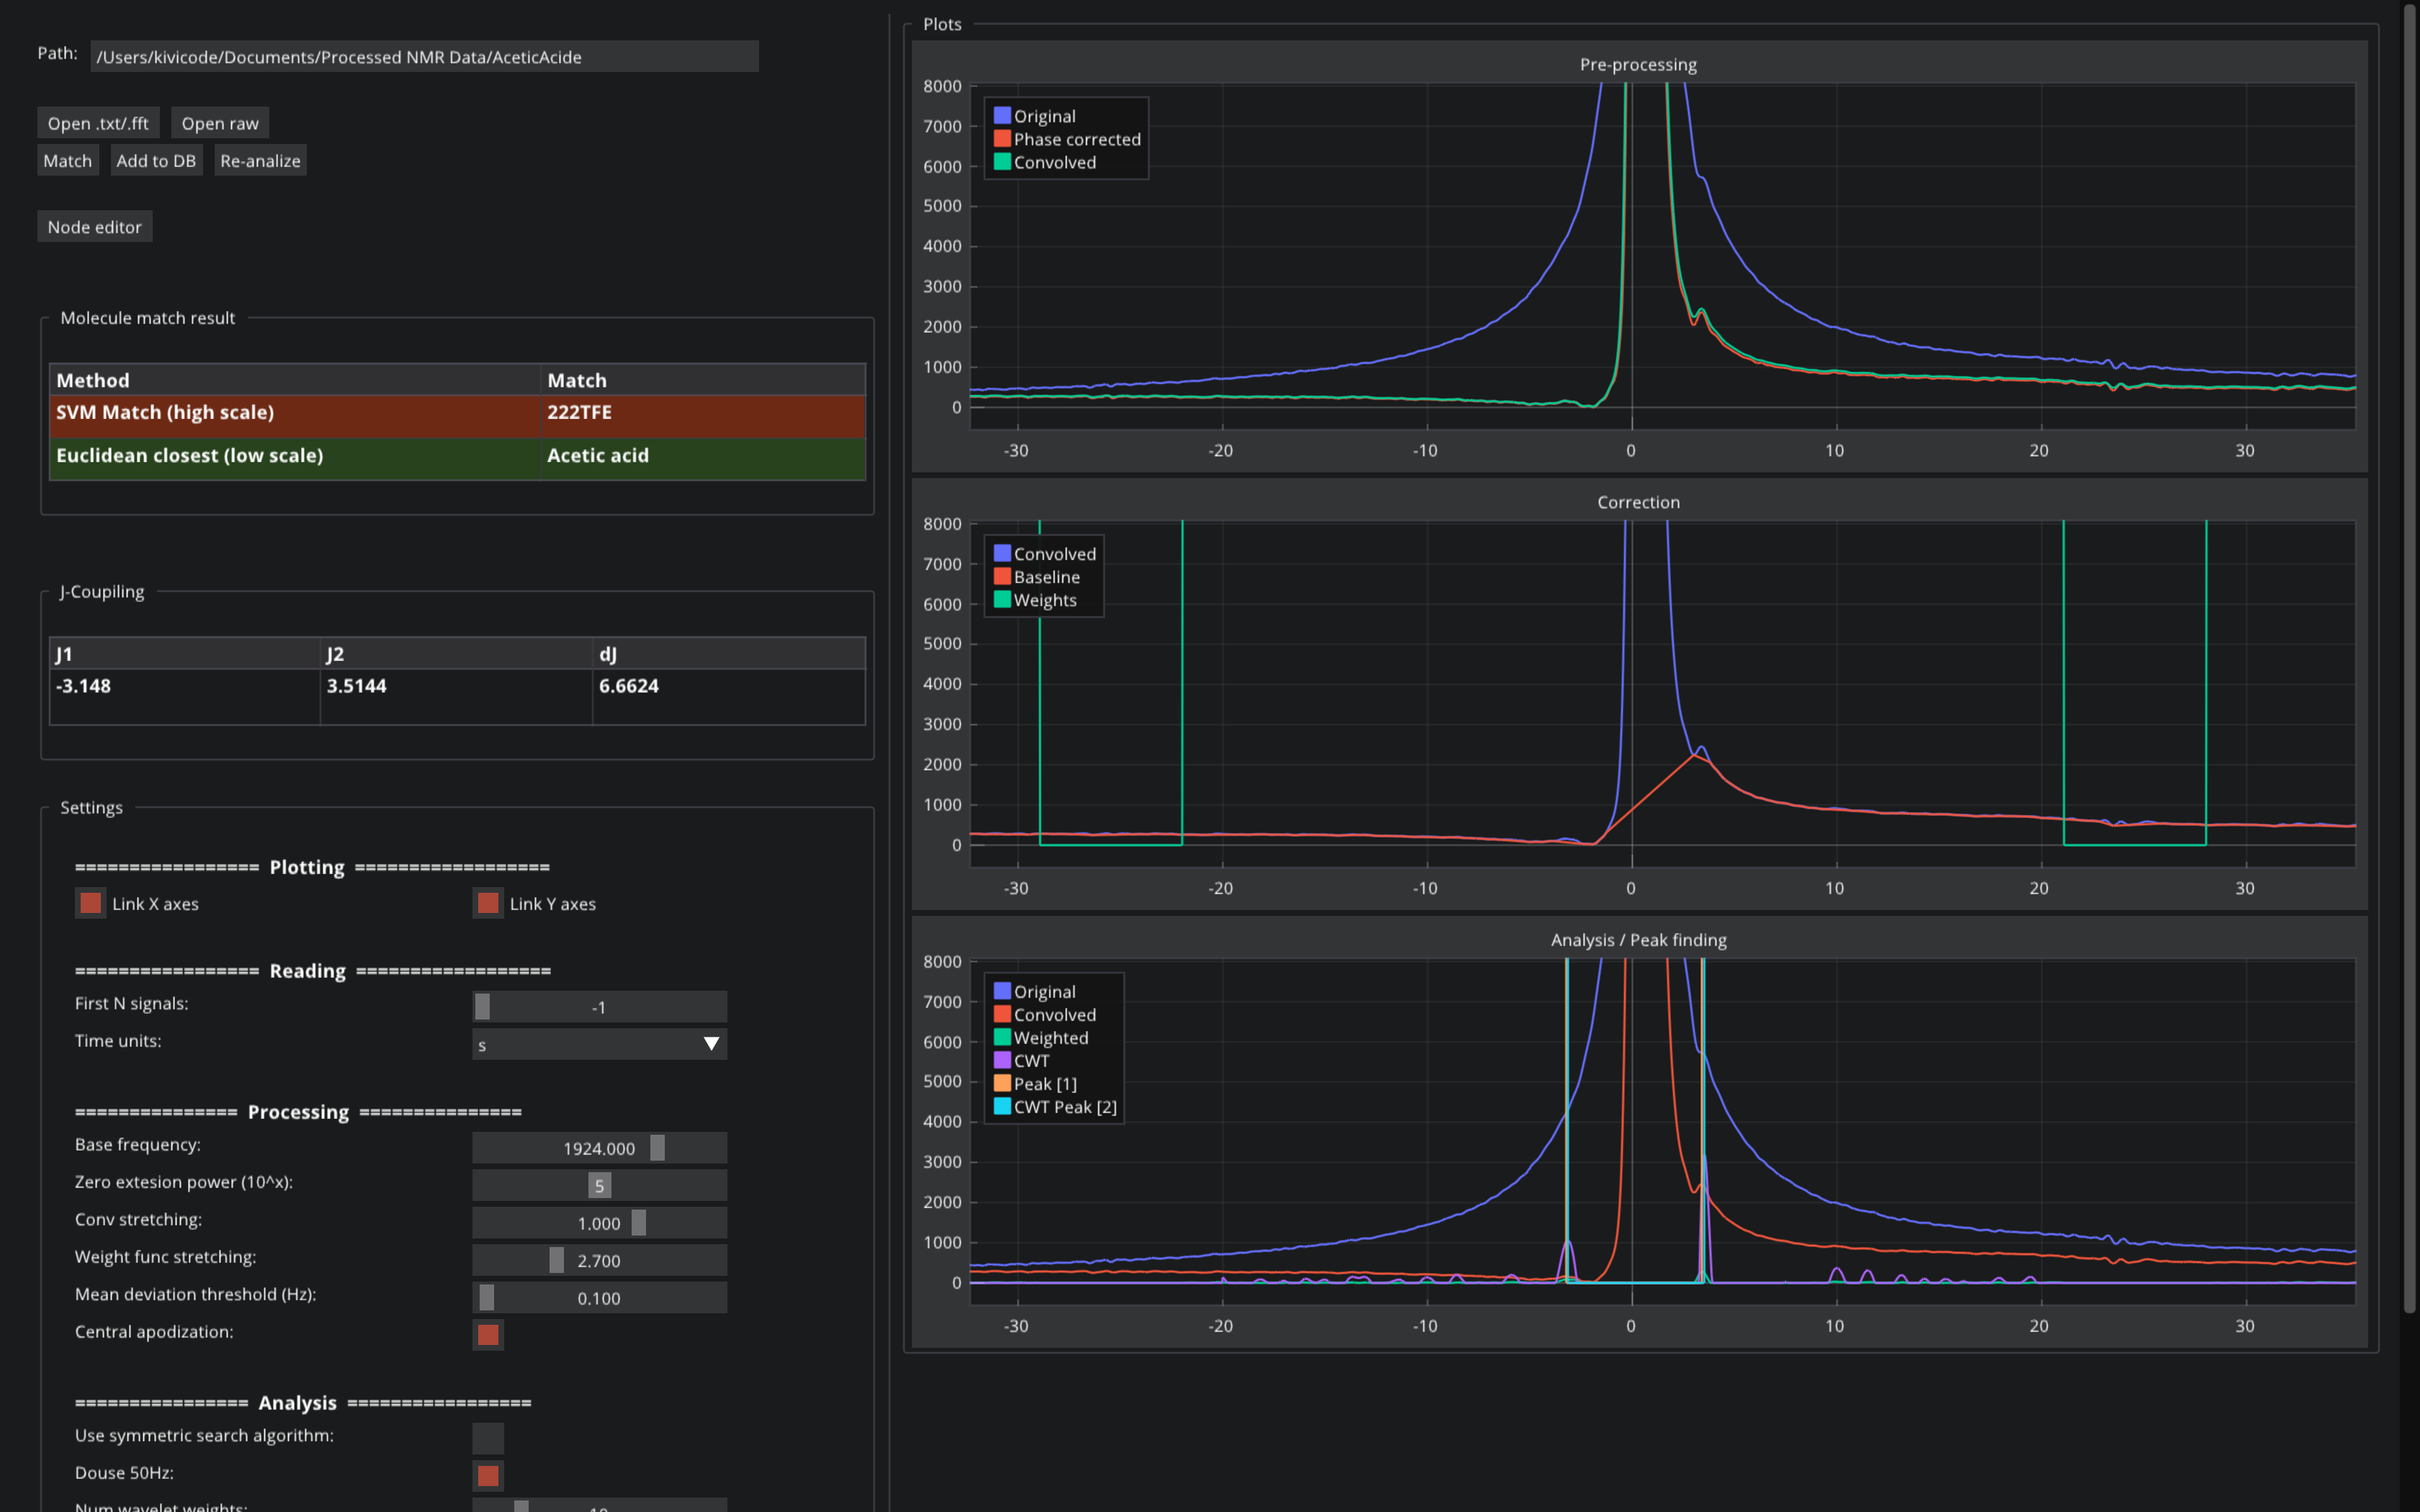 Path: /Users/kivicode/Documents/Processed NMR Data/AceticAcide
Open .txt/.fft Open raw
Match Add to DB Re-analize
Node editor
Molecule match result
Method Match
SVM Match (high scale) 222TFE
Euclidean closest (low scale) Acetic acid
J-Coupling
J1 J2 dJ
-3.148 3.5144 6.6624
Settings
================= Plotting ==================
Link X axes Link Y axes
================= Reading ==================
First N signals: -1
Time units: s
=============== Processing ===============
Base frequency: 1924.000
Zero extesion power (10^x): 5
Conv stretching: 1.000
Weight func stretching: 2.700
Mean deviation threshold (Hz): 0.100
Central apodization:
================ Analysis =================
Use symmetric search algorithm:
Douse 50Hz:
Num wavelet weights: 10
Plots
Pre-processing
8000
7000
6000
5000
4000
3000
2000
1000
0
Original
Phase corrected
Convolved
-30 -20 -10 0 10 20 30
Correction
8000
7000
6000
5000
4000
3000
2000
1000
0
Convolved
Baseline
Weights
-30 -20 -10 0 10 20 30
Analysis / Peak finding
8000
7000
6000
5000
4000
3000
2000
1000
0
Original
Convolved
Weighted
CWT
Peak [1]
CWT Peak [2]
-30 -20 -10 0 10 20 30